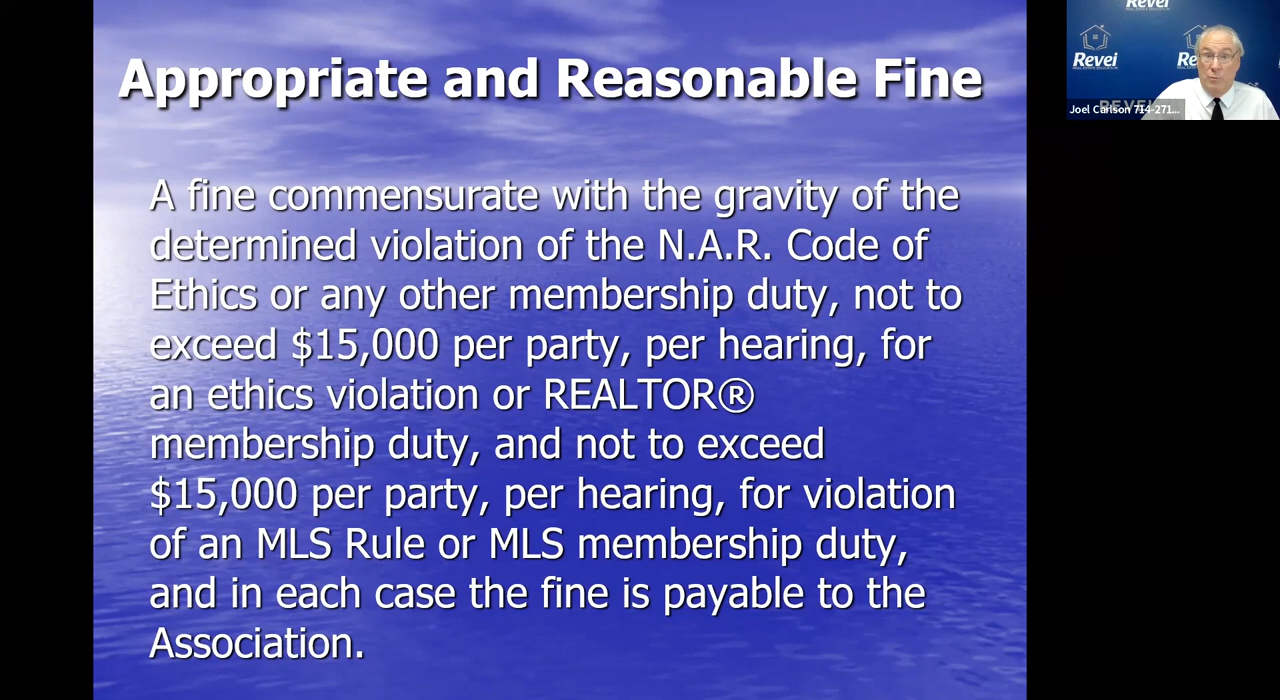 Appropriate and Reasonable Fine
A fine commensurate with the gravity of the
determined violation of the N.A.R. Code of
Ethics or any other membership duty, not to
exceed $15,000 per party, per hearing, for
an ethics violation or REALTOR®
membership duty, and not to exceed
$15,000 per party, per hearing, for violation
of an MLS Rule or MLS membership duty,
and in each case the fine is payable to the
Association.
Revei
Revei
Joel Carlson 714-271...